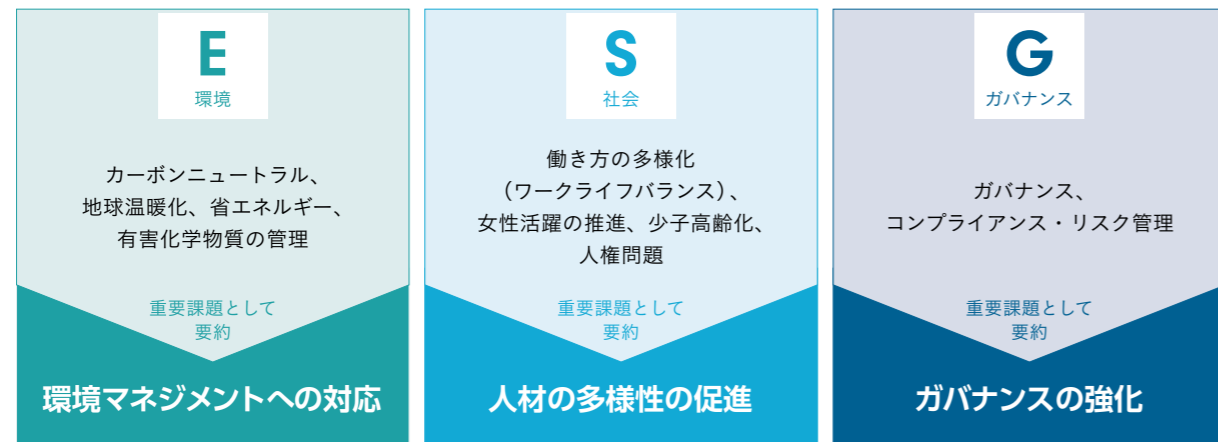 E
環境
カーボンニュートラル、
地球温暖化、省エネルギー、
有害化学物質の管理
重要課題として
要約
環境マネジメントへの対応
S
社会
働き方の多様化
（ワークライフバランス）、
女性活躍の推進、少子高齢化、
人権問題
重要課題として
要約
人材の多様性の促進
G
ガバナンス
ガバナンス、
コンプライアンス・リスク管理
重要課題として
要約
ガバナンスの強化